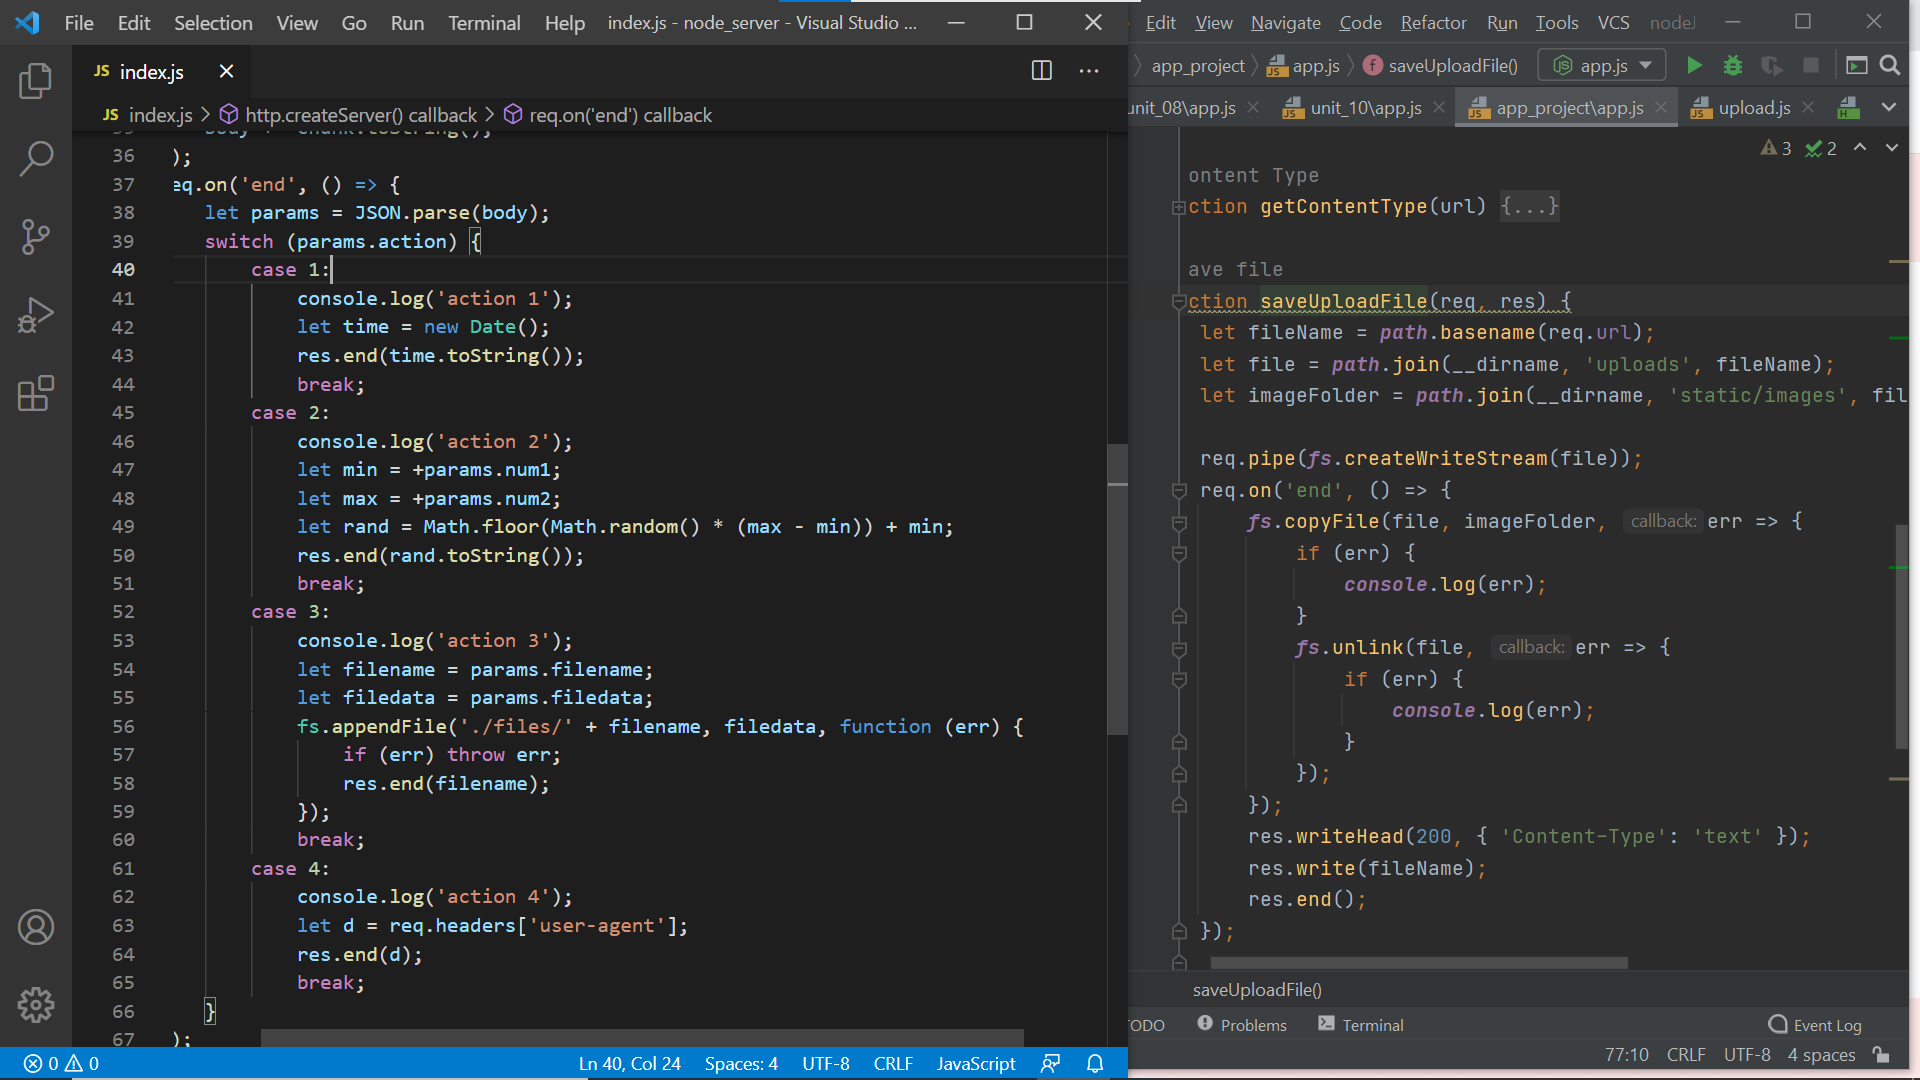 File Edit Selection View Go Run Terminal Help index.js - node_server - Visual Studio ...
JS index.js
JS index.js > http.createServer() callback > req.on('end') callback
36 );
37 eq.on('end', () => {
38 let params = JSON.parse(body);
39 switch (params.action) {
40 case 1:
41 console.log('action 1');
42 let time = new Date();
43 res.end(time.toString());
44 break;
45 case 2:
46 console.log('action 2');
47 let min = +params.num1;
48 let max = +params.num2;
49 let rand = Math.floor(Math.random() * (max - min)) + min;
50 res.end(rand.toString());
51 break;
52 case 3:
53 console.log('action 3');
54 let filename = params.filename;
55 let filedata = params.filedata;
56 fs.appendFile('./files/' + filename, filedata, function (err) {
57 if (err) throw err;
58 res.end(filename);
59 });
60 break;
61 case 4:
62 console.log('action 4');
63 let d = req.headers['user-agent'];
64 res.end(d);
65 break;
66 }
67 );
0 0 Ln 40, Col 24 Spaces: 4 UTF-8 CRLF JavaScript
Edit View Navigate Code Refactor Run Tools VCS nodeJ
app_project app.js saveUploadFile() app.js
unit_08\app.js unit_10\app.js app_project\app.js upload.js
3 2
ontent Type
ction getContentType(url) {...}
ave file
ction saveUploadFile(req, res) {
let fileName = path.basename(req.url);
let file = path.join(__dirname, 'uploads', fileName);
let imageFolder = path.join(__dirname, 'static/images', fil
req.pipe(fs.createWriteStream(file));
req.on('end', () => {
fs.copyFile(file, imageFolder, callback: err => {
if (err) {
console.log(err);
}
fs.unlink(file, callback: err => {
if (err) {
console.log(err);
}
});
});
res.writeHead(200, { 'Content-Type': 'text' });
res.write(fileName);
res.end();
});
saveUploadFile()
TODO Problems Terminal Event Log
77:10 CRLF UTF-8 4 spaces